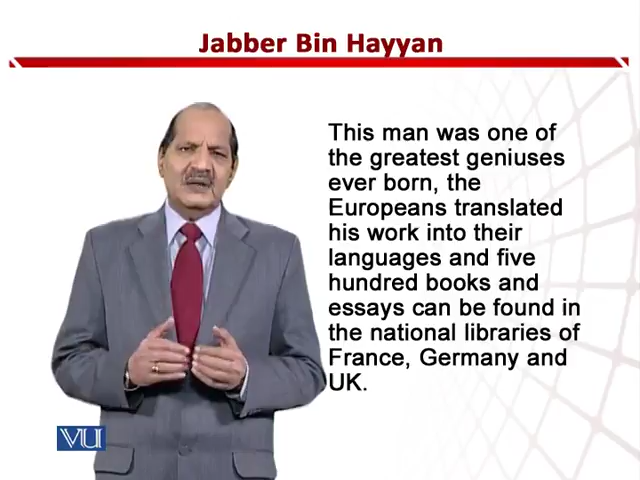 Jabber Bin Hayyan
This man was one of
the greatest geniuses
ever born, the
Europeans translated
his work into their
languages and five
hundred books and
essays can be found in
the national libraries of
France, Germany and
UK.
VU